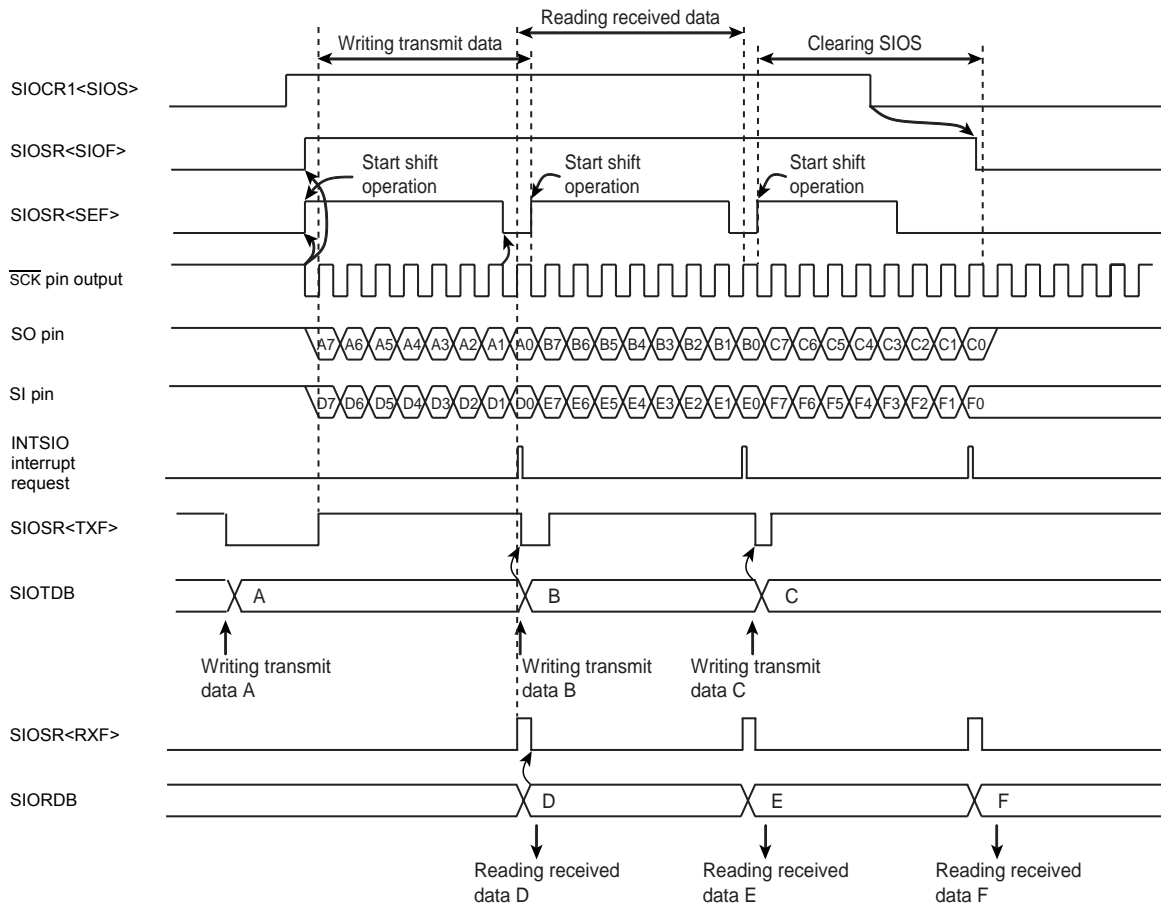 Reading received data
Writing transmit data
Clearing SIOS
SIOCR1<SIOS>
SIOSR<SIOF>
Start shift
operation
Start shift
operation
Start shift
operation
SIOSR<SEF>
SCK pin output
SO pin
A7 A6 A5 A4 A3 A2 A1 A0 B7 B6 B5 B4 B3 B2 B1 B0 C7 C6 C5 C4 C3 C2 C1 C0
SI pin
D7 D6 D5 D4 D3 D2 D1 D0 E7 E6 E5 E4 E3 E2 E1 E0 F7 F6 F5 F4 F3 F2 F1 F0
INTSIO
interrupt
request
SIOSR<TXF>
SIOTDB
A B C
Writing transmit
data A
Writing transmit
data B
Writing transmit
data C
SIOSR<RXF>
SIORDB
D E F
Reading received
data D
Reading received
data E
Reading received
data F